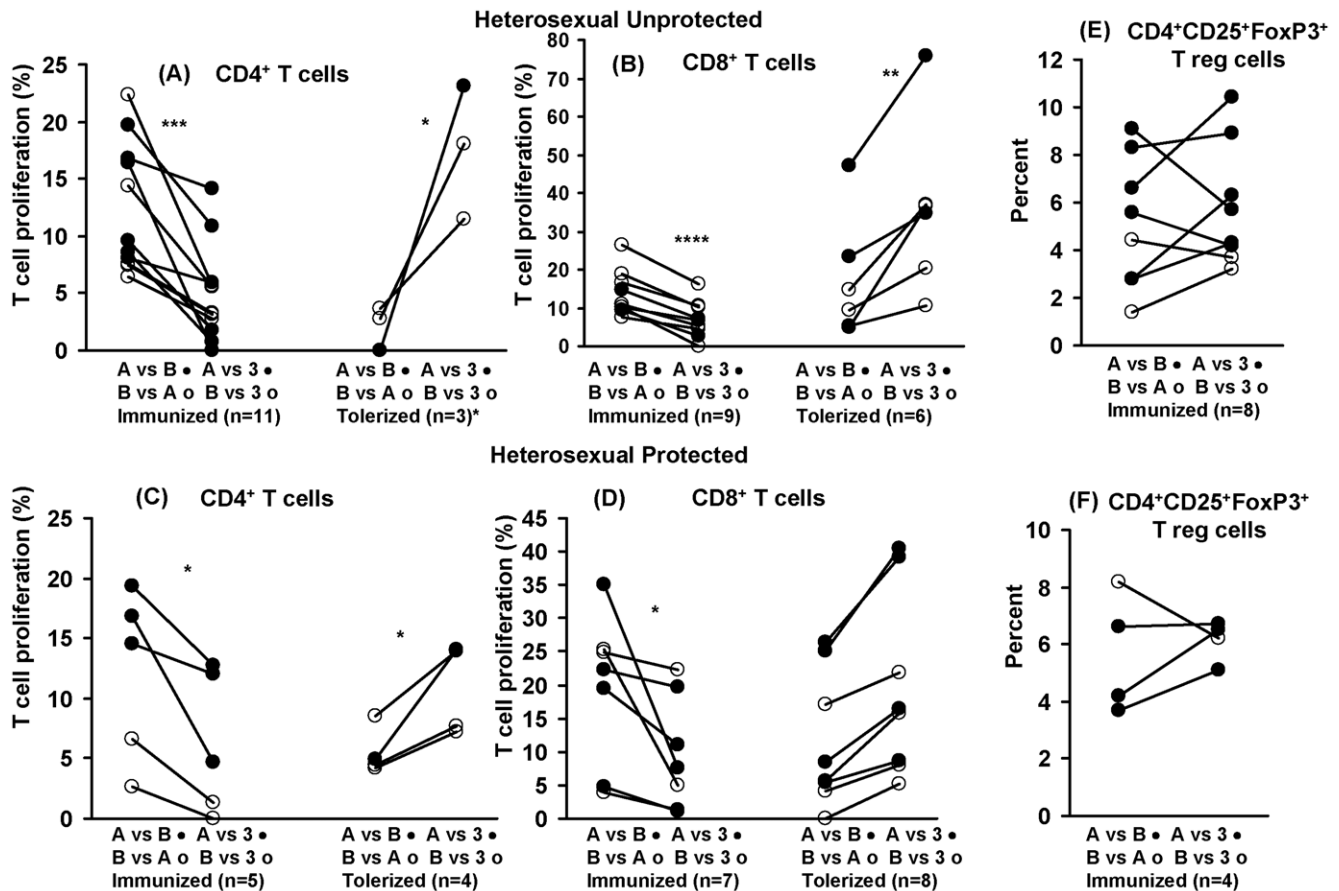 Heterosexual Unprotected
(A) CD4+ T cells
T cell proliferation (%)
25
20
15
10
5
0
***
*
A vs B ● A vs 3 ●
B vs A o B vs 3 o
Immunized (n=11)
A vs B ● A vs 3 ●
B vs A o B vs 3 o
Tolerized (n=3)*
(B) CD8+ T cells
T cell proliferation (%)
80
70
60
50
40
30
20
10
0
****
**
A vs B ● A vs 3 ●
B vs A o B vs 3 o
Immunized (n=9)
A vs B ● A vs 3 ●
B vs A o B vs 3 o
Tolerized (n=6)
(E) CD4+CD25+FoxP3+
T reg cells
Percent
12
10
8
6
4
2
0
A vs B ● A vs 3 ●
B vs A o B vs 3 o
Immunized (n=8)
Heterosexual Protected
(C) CD4+ T cells
T cell proliferation (%)
25
20
15
10
5
0
*
*
A vs B ● A vs 3 ●
B vs A o B vs 3 o
Immunized (n=5)
A vs B ● A vs 3 ●
B vs A o B vs 3 o
Tolerized (n=4)
(D) CD8+ T cells
T cell proliferation (%)
45
40
35
30
25
20
15
10
5
0
*
A vs B ● A vs 3 ●
B vs A o B vs 3 o
Immunized (n=7)
A vs B ● A vs 3 ●
B vs A o B vs 3 o
Tolerized (n=8)
(F) CD4+CD25+FoxP3+
T reg cells
Percent
10
8
6
4
2
0
A vs B ● A vs 3 ●
B vs A o B vs 3 o
Immunized (n=4)